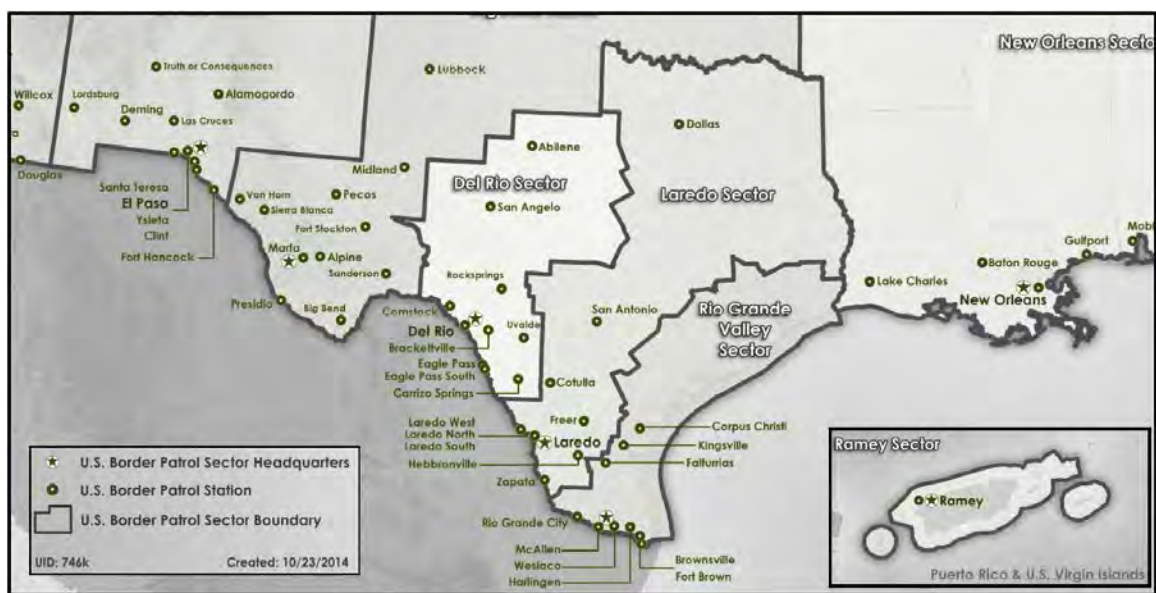 New Orleans Secto
Truth or Consequences
Lubbock
Willcox
Lordsburg
Alamogordo
Deming
Las Cruces
Dallas
Abilene
Douglas
Midland
Del Rio Sector
Laredo Sector
Santa Teresa
El Paso
Ysleta
Clint
Fort Hancock
Van Horn
Pecos
Sierra Blanca
San Angelo
Fort Stockton
Marfa
Alpine
Sanderson
Mobi
Gulfport
Baton Rouge
Lake Charles
New Orleans
Rocksprings
Presidio
Big Bend
Comstock
Del Rio
Brackettville
Uvalde
San Antonio
Rio Grande
Valley
Sector
Eagle Pass
Eagle Pass South
Carrizo Springs
Cotulla
Laredo West
Laredo North
Laredo South
Freer
Laredo
Hebbronville
Corpus Christi
Kingsville
Falfurrias
Zapata
Rio Grande City
McAllen
Weslaco
Harlingen
Brownsville
Fort Brown
U.S. Border Patrol Sector Headquarters
U.S. Border Patrol Station
U.S. Border Patrol Sector Boundary
UID: 746k
Created: 10/23/2014
Ramey Sector
Ramey
Puerto Rico & U.S. Virgin Islands